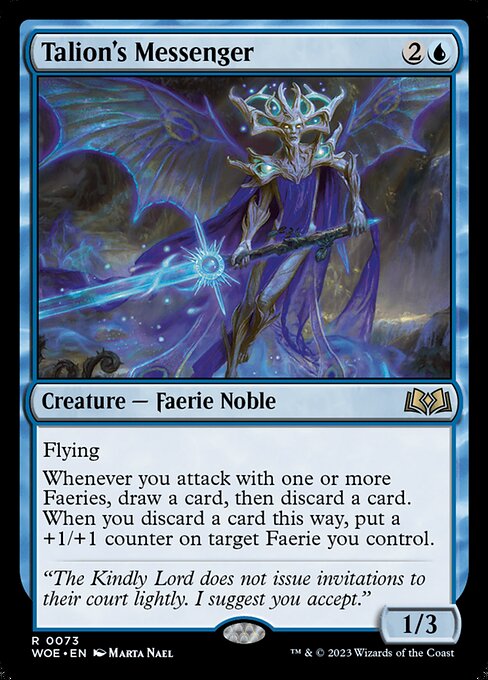 Talion's Messenger 2
Creature — Faerie Noble
Flying
Whenever you attack with one or more
Faeries, draw a card, then discard a card.
When you discard a card this way, put a
+1/+1 counter on target Faerie you control.
“The Kindly Lord does not issue invitations to
their court lightly. I suggest you accept.”
1/3
R 0073
WOE • EN Marta Nael
™ & © 2023 Wizards of the Coast